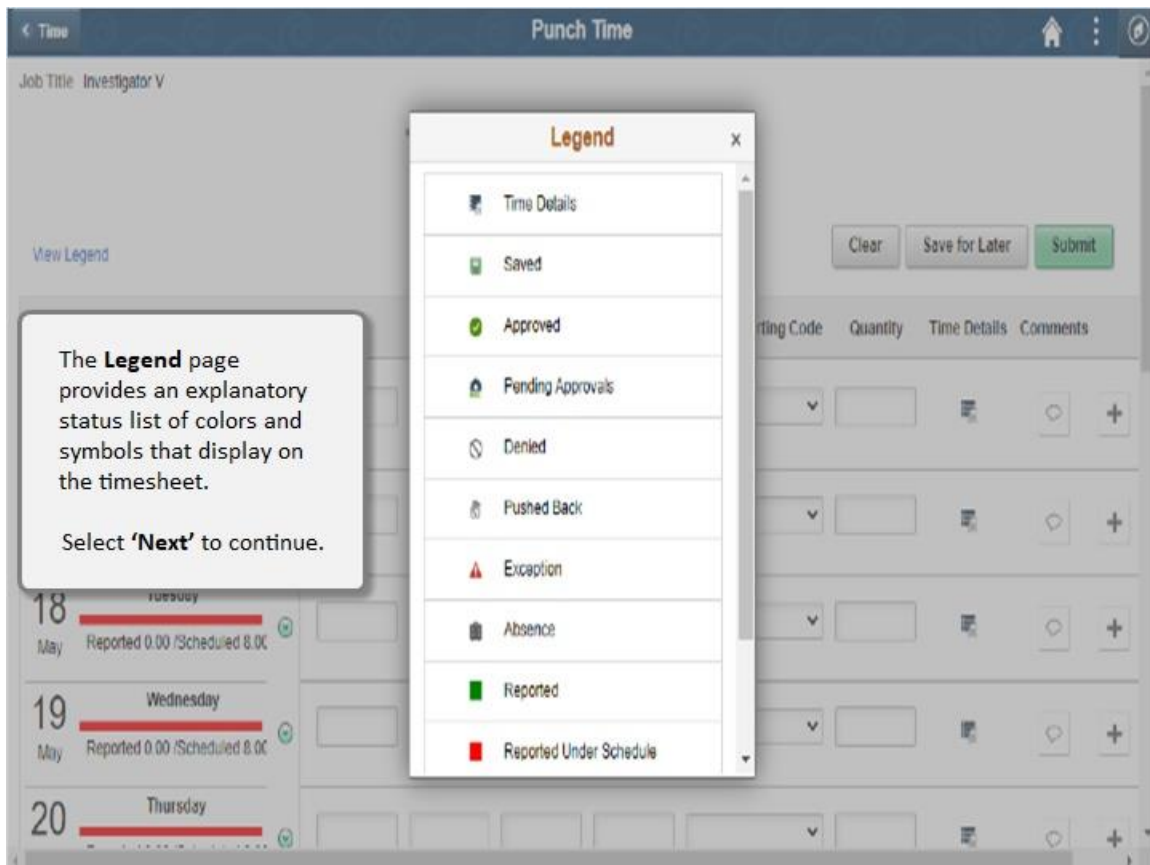 Time
Punch Time
Job Title Investigator V
Legend
x
Time Details
View Legend
Clear
Save for Later
Submit
Saved
Approved
rting Code
Quantity
Time Details
Comments
The Legend page
provides an explanatory
status list of colors and
symbols that display on
the timesheet.
Select ‘Next’ to continue.
Pending Approvals
Denied
Pushed Back
Exception
Absence
Reported
Reported Under Schedule
18
May
Tuesday
Reported 0.00 /Scheduled 8.00
19
May
Wednesday
Reported 0.00 /Scheduled 8.00
20
Thursday